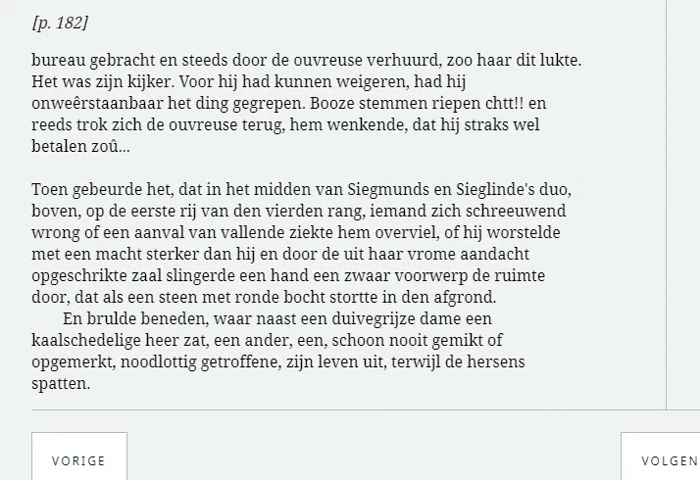 [p. 182]
bureau gebracht en steeds door de ouvreuse verhuurd, zoo haar dit lukte.
Het was zijn kijker. Voor hij had kunnen weigeren, had hij
onweêrstaanbaar het ding gegrepen. Booze stemmen riepen chtt!! en
reeds trok zich de ouvreuse terug, hem wenkende, dat hij straks wel
betalen zoû...
Toen gebeurde het, dat in het midden van Siegmunds en Sieglinde's duo,
boven, op de eerste rij van den vierden rang, iemand zich schreeuwend
wrong of een aanval van vallende ziekte hem overviel, of hij worstelde
met een macht sterker dan hij en door de uit haar vrome aandacht
opgeschrikte zaal slingerde een hand een zwaar voorwerp de ruimte
door, dat als een steen met ronde bocht stortte in den afgrond.
En brulde beneden, waar naast een duivegrijze dame een
kaalschedelige heer zat, een ander, een, schoon nooit gemikt of
opgemerkt, noodlottig getroffene, zijn leven uit, terwijl de hersens
spatten.
VORIGE
VOLGEN